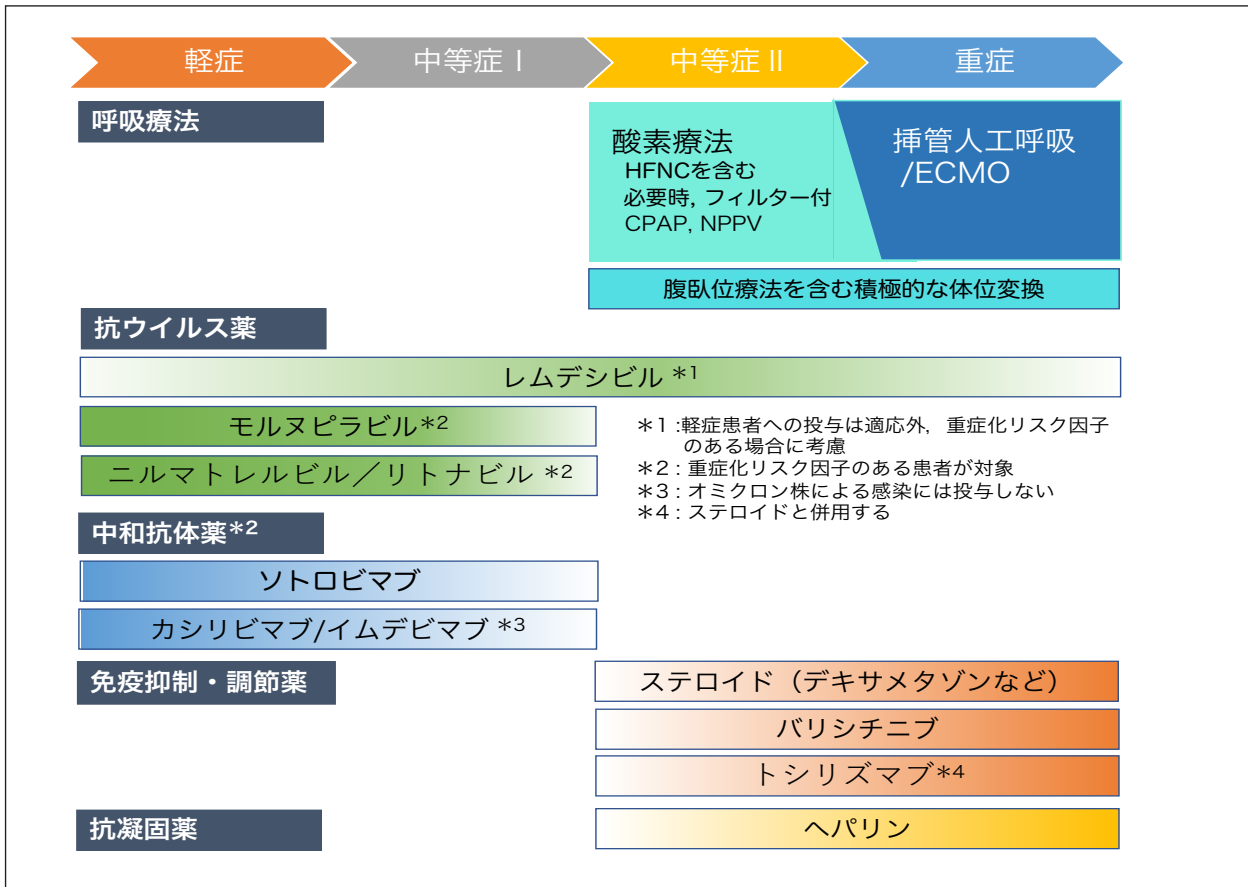 軽症
中等症Ⅰ
中等症Ⅱ
重症
呼吸療法
酸素療法
HFNCを含む
必要時, フィルター付
CPAP, NPPV
挿管人工呼吸
/ECMO
腹臥位療法を含む積極的な体位変換
抗ウイルス薬
レムデシビル *1
モルヌピラビル*2
ニルマトレルビル／リトナビル *2
*1 :軽症患者への投与は適応外，重症化リスク因子
のある場合に考慮
*2 : 重症化リスク因子のある患者が対象
*3 : オミクロン株による感染には投与しない
*4 : ステロイドと併用する
中和抗体薬*2
ソトロビマブ
カシリビマブ/イムデビマブ *3
免疫抑制・調節薬
ステロイド（デキサメタゾンなど）
バリシチニブ
トシリズマブ*4
抗凝固薬
ヘパリン